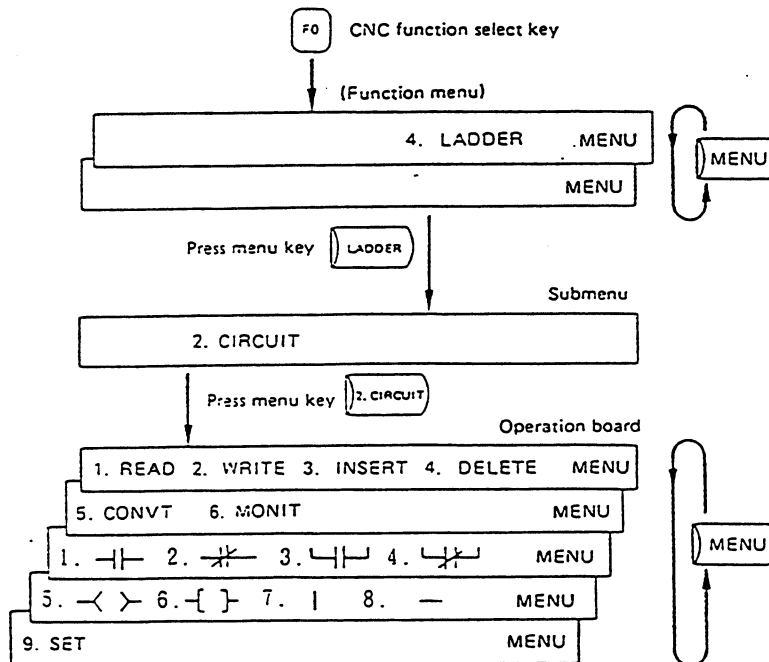 F0 CNC function select key
(Function menu)
4. LADDER .MENU
MENU
MENU
Press menu key LADDER
Submenu
2. CIRCUIT
Press menu key 2. CIRCUIT
Operation board
1. READ 2. WRITE 3. INSERT 4. DELETE MENU
5. CONVT 6. MONIT MENU
1. 2. 3. 4. MENU
MENU
5. 6. 7. 8. MENU
9. SET MENU